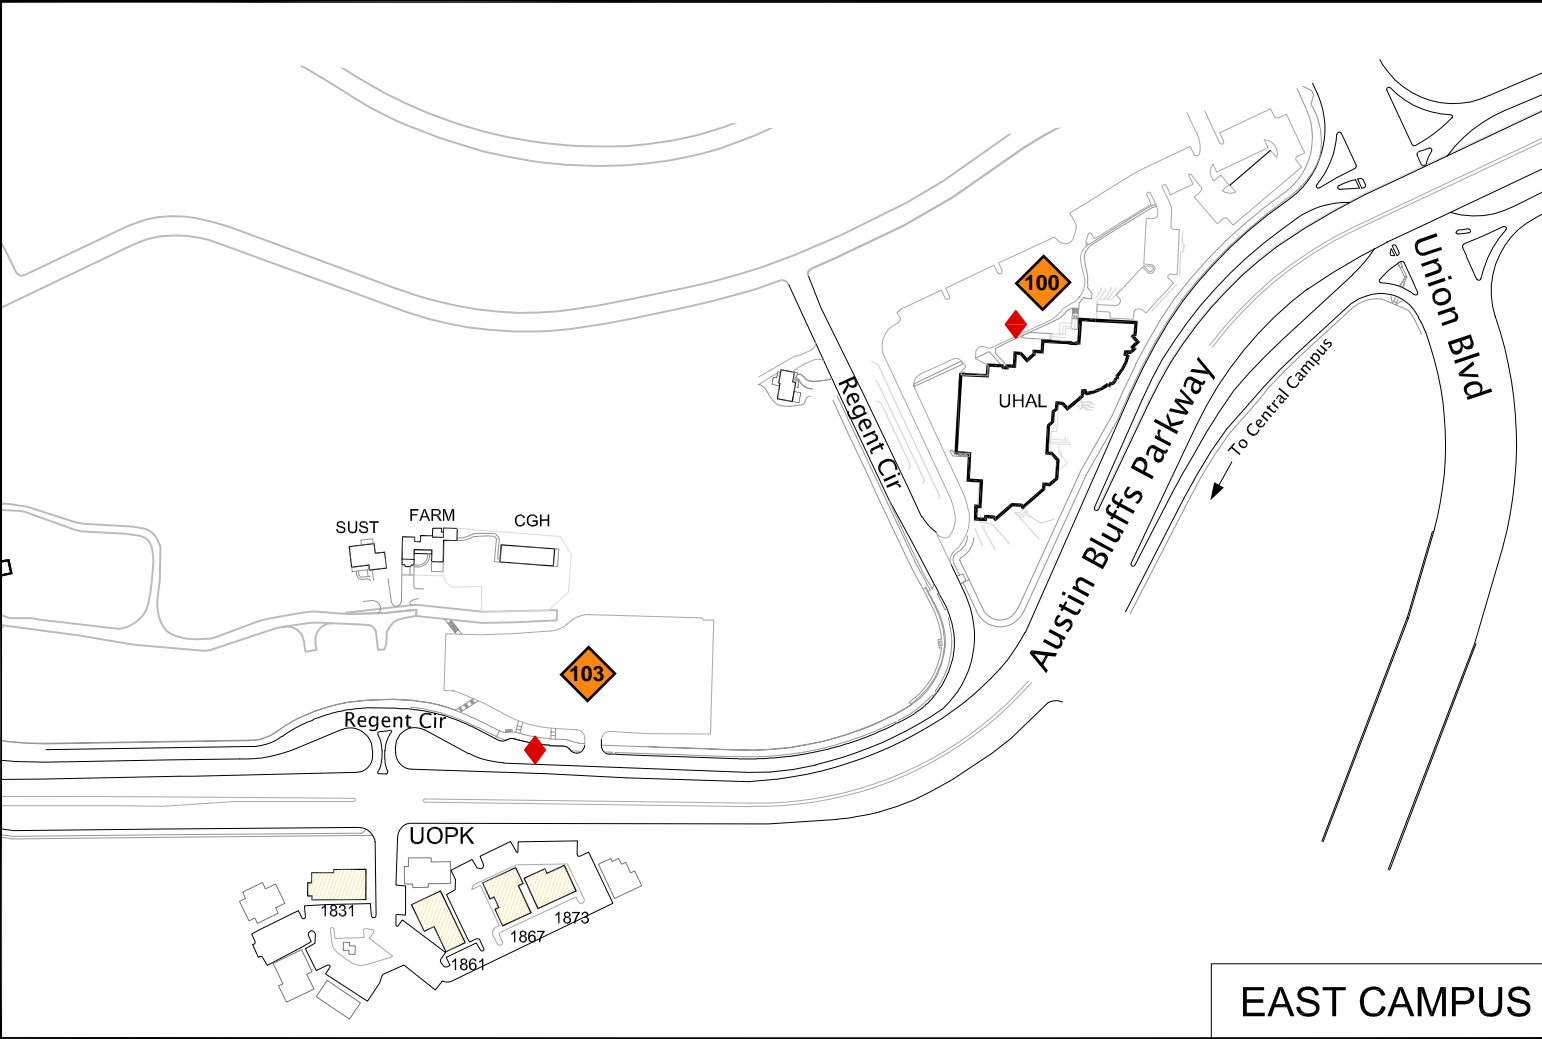 100
Union Blvd
Regent Cir
UHAL
Austin Bluffs Parkway
To Central Campus
SUST
FARM
CGH
103
Regent Cir
UOPK
1831
1873
1867
1861
EAST CAMPUS